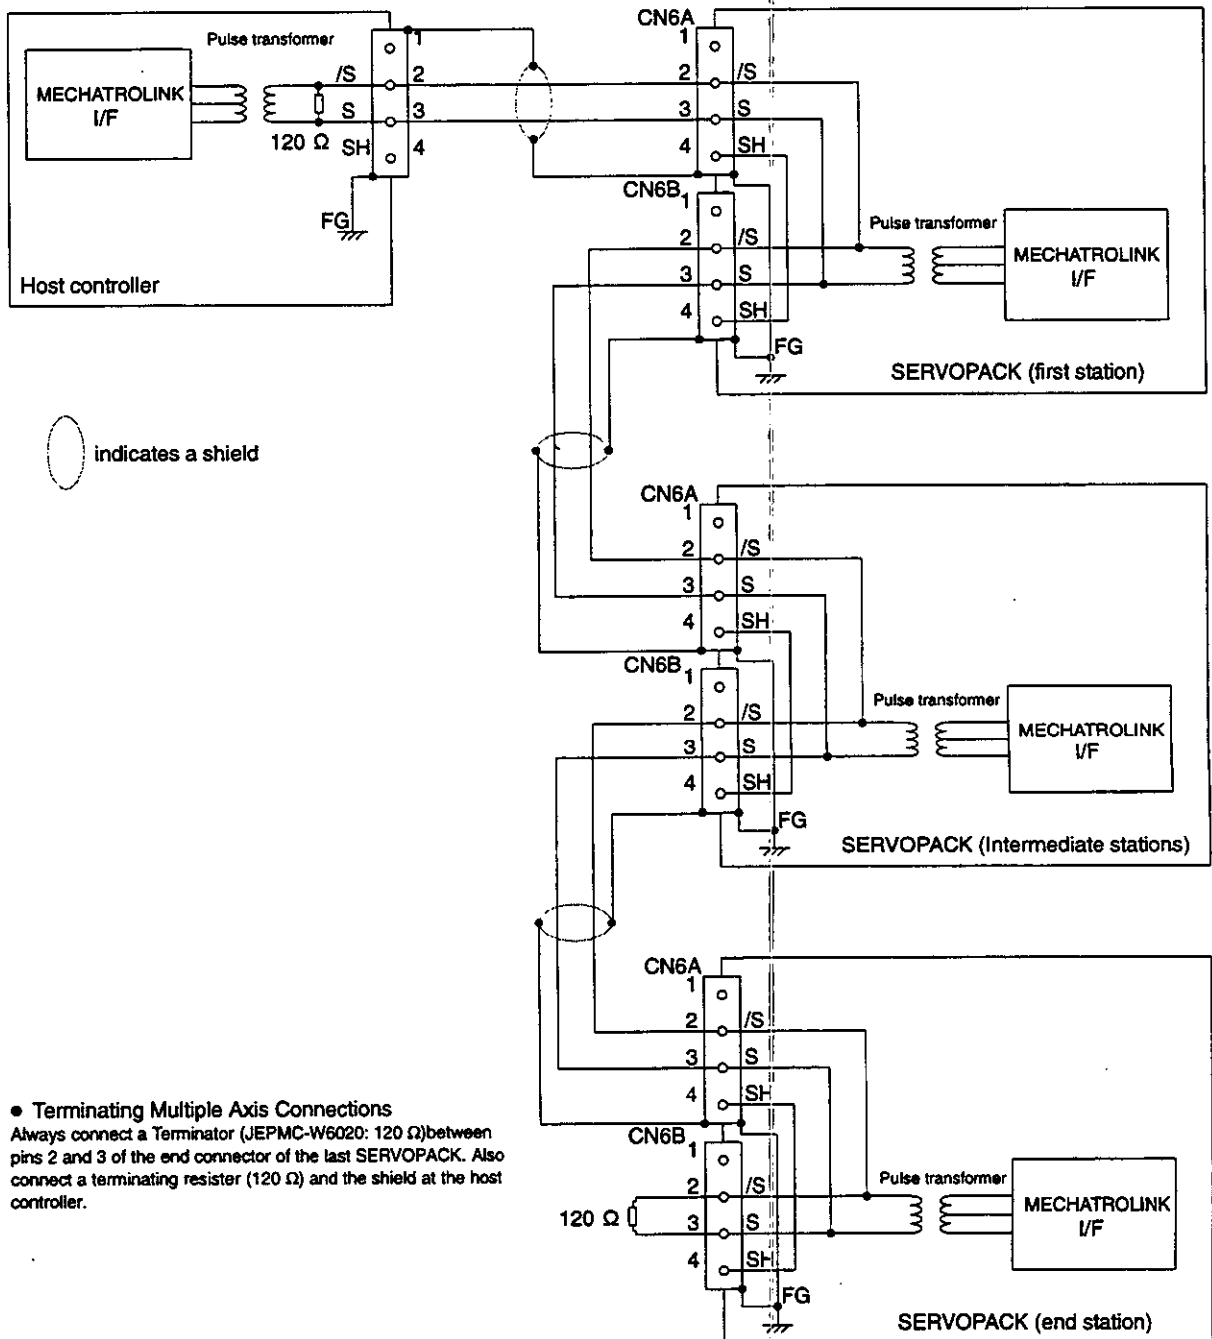 Pulse transformer
MECHATROLINK
I/F
/S
S
120 Ω
SH
1
2
3
4
FG
Host controller
CN6A
1
2
3
4
/S
S
SH
CN6B
1
2
3
4
/S
S
SH
FG
Pulse transformer
MECHATROLINK
I/F
SERVOPACK (first station)
indicates a shield
CN6A
1
2
3
4
/S
S
SH
CN6B
1
2
3
4
/S
S
SH
FG
Pulse transformer
MECHATROLINK
I/F
SERVOPACK (Intermediate stations)
CN6A
1
2
3
4
/S
S
SH
CN6B
1
2
3
4
/S
S
SH
FG
120 Ω
Pulse transformer
MECHATROLINK
I/F
SERVOPACK (end station)
● Terminating Multiple Axis Connections
Always connect a Terminator (JEPMC-W6020: 120 Ω)between
pins 2 and 3 of the end connector of the last SERVOPACK. Also
connect a terminating resister (120 Ω) and the shield at the host
controller.